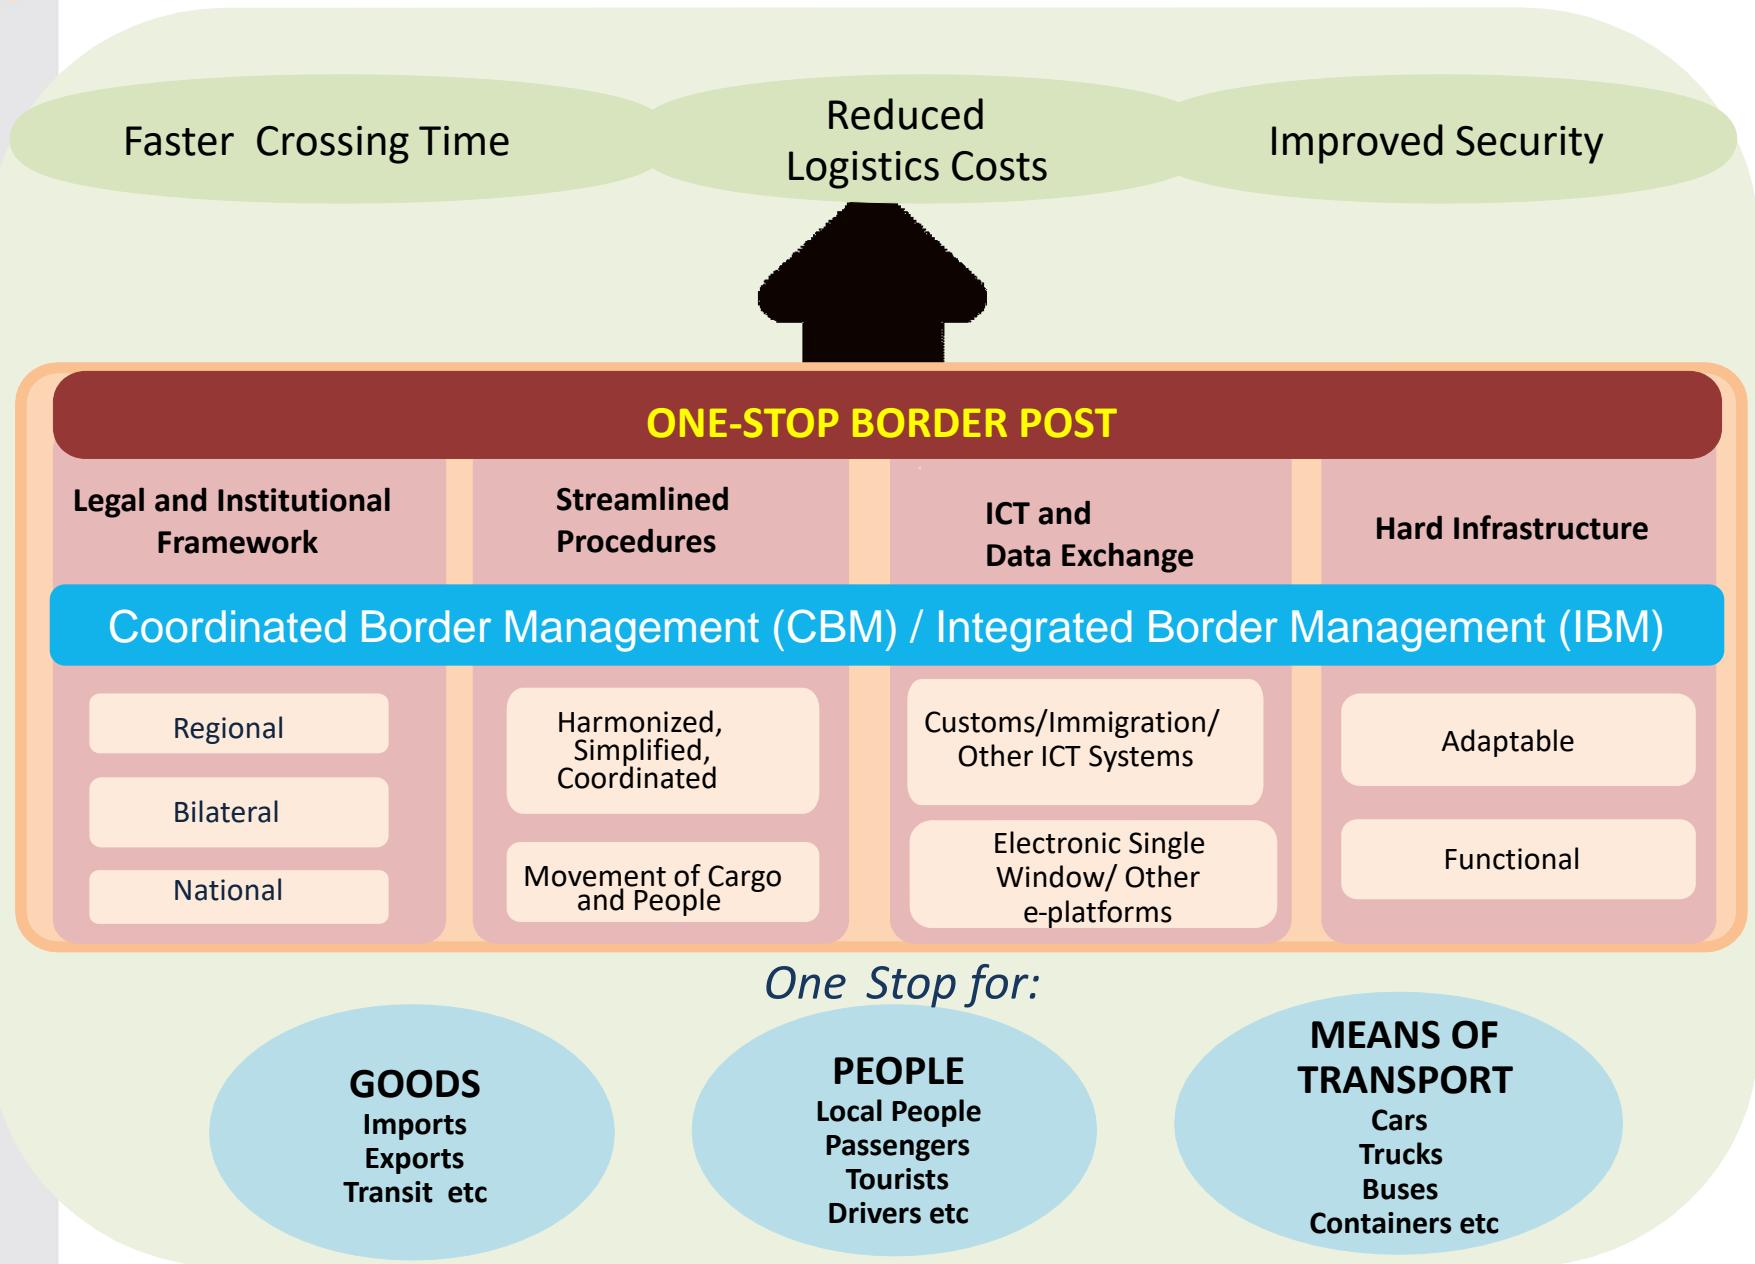 Faster Crossing Time
Reduced
Logistics Costs
Improved Security
ONE-STOP BORDER POST
Legal and Institutional
Framework
Streamlined
Procedures
ICT and
Data Exchange
Hard Infrastructure
Coordinated Border Management (CBM) / Integrated Border Management (IBM)
Regional
Bilateral
National
Harmonized,
Simplified,
Coordinated
Movement of Cargo
and People
Customs/Immigration/
Other ICT Systems
Electronic Single
Window/ Other
e-platforms
Adaptable
Functional
One Stop for:
GOODS
Imports
Exports
Transit etc
PEOPLE
Local People
Passengers
Tourists
Drivers etc
MEANS OF
TRANSPORT
Cars
Trucks
Buses
Containers etc